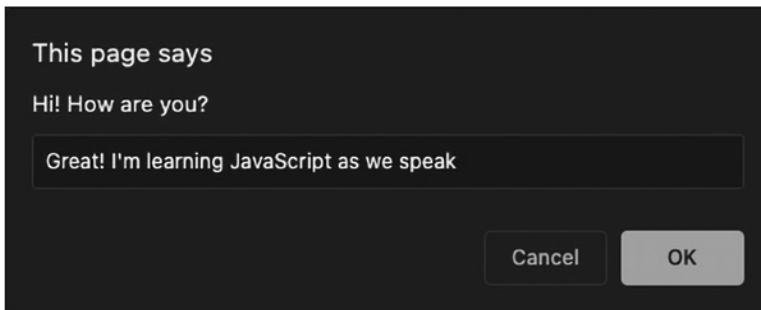 This page says
Hi! How are you?
Great! I'm learning JavaScript as we speak
Cancel OK